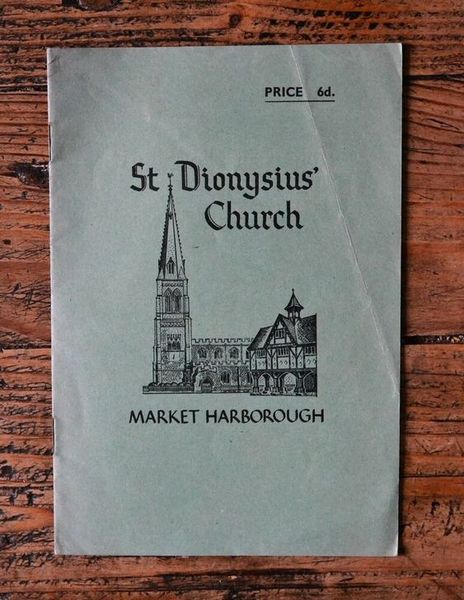 PRICE 6d.
St Dionysius'
Church
MARKET HARBOROUGH